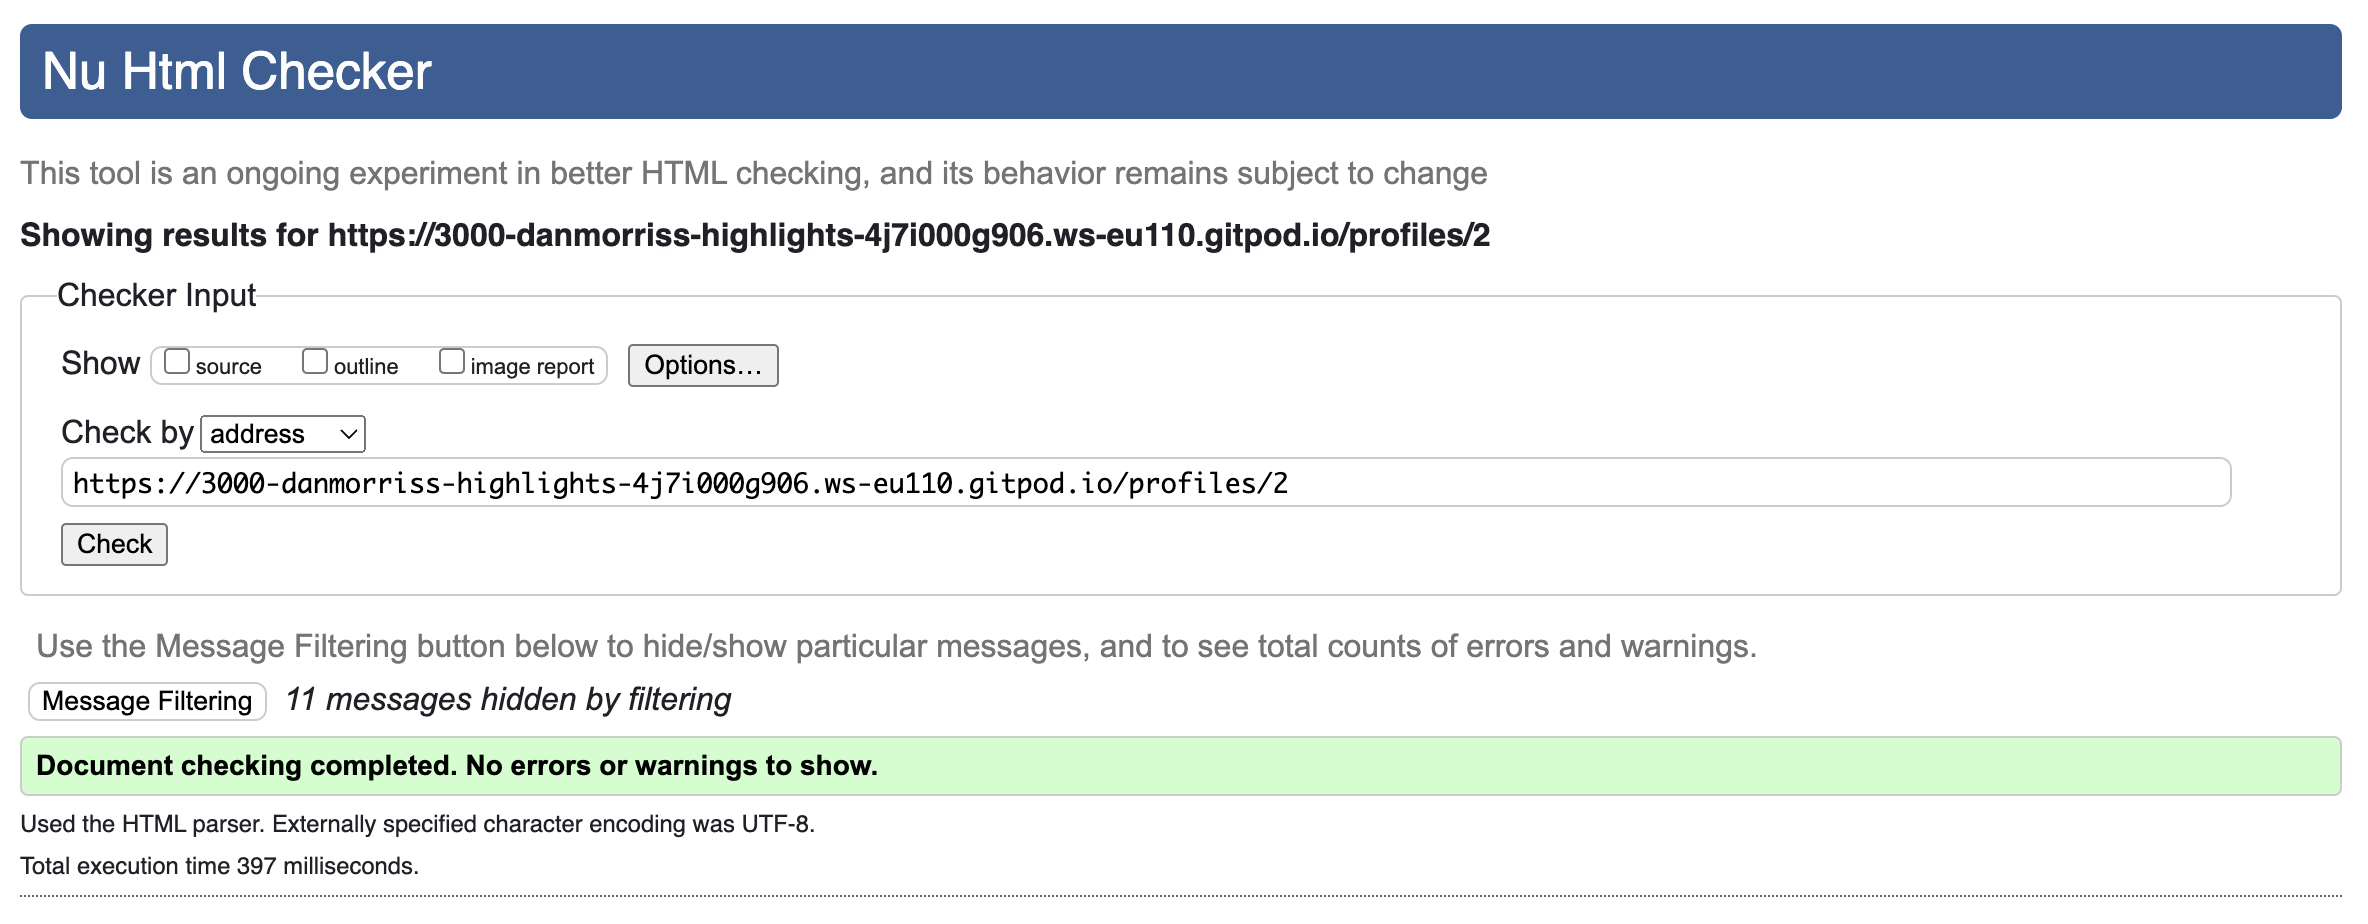 Nu Html Checker
This tool is an ongoing experiment in better HTML checking, and its behavior remains subject to change
Showing results for https://3000-danmorriss-highlights-4j7i000g906.ws-eu110.gitpod.io/profiles/2
Checker Input
Show source outline image report Options...
Check by address
https://3000-danmorriss-highlights-4j7i000g906.ws-eu110.gitpod.io/profiles/2
Check
Use the Message Filtering button below to hide/show particular messages, and to see total counts of errors and warnings.
Message Filtering 11 messages hidden by filtering
Document checking completed. No errors or warnings to show.
Used the HTML parser. Externally specified character encoding was UTF-8.
Total execution time 397 milliseconds.